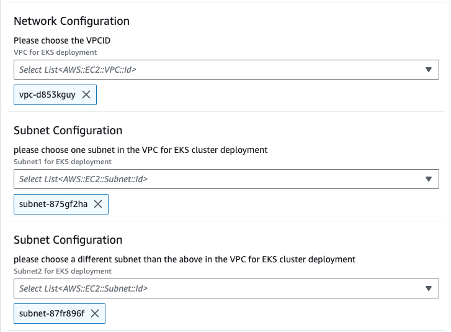 Network Configuration
Please choose the VPCID
VPC for EKS deployment
Select List<AWS::EC2::VPC::Id>
vpc-d853kguy
Subnet Configuration
please choose one subnet in the VPC for EKS cluster deployment
Subnet1 for EKS deployment
Select List<AWS::EC2::Subnet::Id>
subnet-875gf2ha
Subnet Configuration
please choose a different subnet than the above in the VPC for EKS cluster deployment
Subnet2 for EKS deployment
Select List<AWS::EC2::Subnet::Id>
subnet-87fr896f